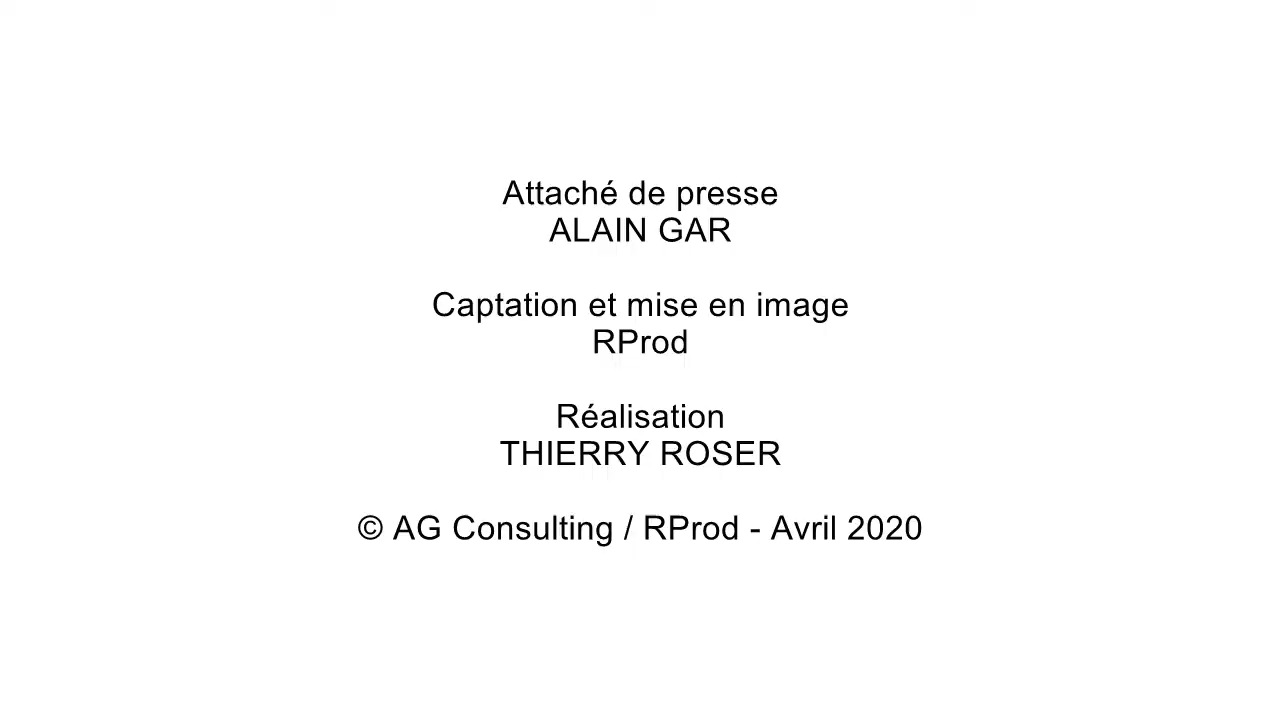 Attaché de presse
ALAIN GAR
Captation et mise en image
RProd
Réalisation
THIERRY ROSER
© AG Consulting / RProd - Avril 2020